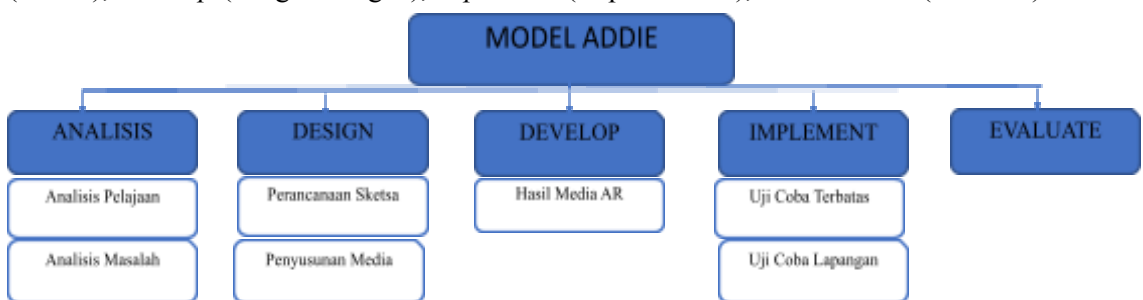 MODEL ADDIE
ANALISIS
DESIGN
DEVELOP
IMPLEMENT
EVALUATE
Analisis Pelajaan
Perancanaan Sketsa
Hasil Media AR
Uji Coba Terbatas
Analisis Masalah
Penyusunan Media
Uji Coba Lapangan